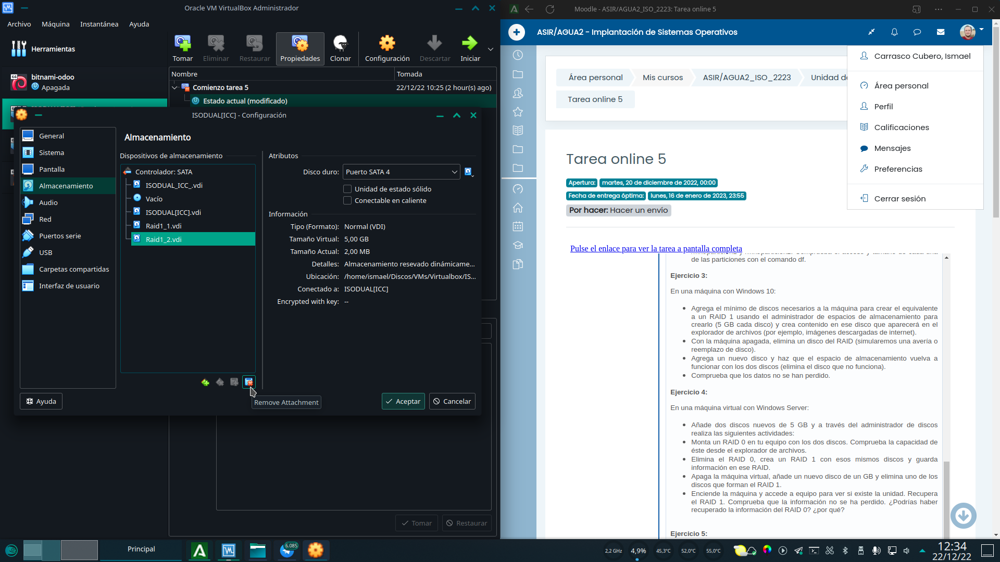 Oracle VM VirtualBox Administrador
Archivo Máquina Instantánea Ayuda
Herramientas
Tomar Eliminar Restaurar Propiedades Clonar Configuración Descartar Iniciar
bitnami-odoo
Apagada
Nombre Tomada
Comienzo tarea 5 22/12/22 10:25 (2 hour(s) ago)
Estado actual (modificado)
ISODUAL[ICC] - Configuración
General
Sistema
Pantalla
Almacenamiento
Audio
Red
Puertos serie
USB
Carpetas compartidas
Interfaz de usuario
Almacenamiento
Dispositivos de almacenamiento
Controlador: SATA
ISODUAL_ICC_.vdi
Vacío
ISODUAL[ICC].vdi
Raid1_1.vdi
Raid1_2.vdi
Atributos
Disco duro: Puerto SATA 4
Unidad de estado sólido
Conectable en caliente
Información
Tipo (Formato): Normal (VDI)
Tamaño Virtual: 5,00 GB
Tamaño Actual: 2,00 MB
Detalles: Almacenamiento resevado dinámicame...
Ubicación: /home/ismael/Discos/VMs/Virtualbox/IS...
Conectado a: ISODUAL[ICC]
Encrypted with key: --
Ayuda
Remove Attachment
Aceptar Cancelar
Tomar Restaurar
Moodle - ASIR/AGUA2_ISO_2223: Tarea online 5
ASIR/AGUA2 - Implantación de Sistemas Operativos
Área personal Mis cursos ASIR/AGUA2_ISO_2223 Unidad de
Tarea online 5
Carrasco Cubero, Ismael
Área personal
Perfil
Calificaciones
Mensajes
Preferencias
Cerrar sesión
Tarea online 5
Apertura: martes, 20 de diciembre de 2022, 00:00
Fecha de entrega óptima: lunes, 16 de enero de 2023, 23:55
Por hacer: Hacer un envío
Pulse el enlace para ver la tarea a pantalla completa
de las particiones con el comando df.
Ejercicio 3:
En una máquina con Windows 10:
• Agrega el mínimo de discos necesarios a la máquina para crear el equivalente
a un RAID 1 usando el administrador de espacios de almacenamiento para
crearlo (5 GB cada disco) y crea contenido en ese disco que aparecerá en el
explorador de archivos (por ejemplo, imágenes descargadas de internet).
• Con la máquina apagada, elimina un disco del RAID (simularemos una avería o
reemplazo de disco).
• Agrega un nuevo disco y haz que el espacio de almacenamiento vuelva a
funcionar con los dos discos (elimina el disco que no funciona).
• Comprueba que los datos no se han perdido.
Ejercicio 4:
En una máquina virtual con Windows Server:
• Añade dos discos nuevos de 5 GB y a través del administrador de discos
realiza las siguientes actividades:
• Monta un RAID 0 en tu equipo con los dos discos. Comprueba la capacidad de
éste desde el explorador de archivos.
• Elimina el RAID 0, crea un RAID 1 con esos mismos discos y guarda
información en ese RAID.
• Apaga la máquina virtual, añade un nuevo disco de un GB y elimina uno de los
discos que forman el RAID 1.
• Enciende la máquina y accede a equipo para ver si existe la unidad. Recupera
el RAID 1. Comprueba que la información no se ha perdido. ¿Podrías haber
recuperado la información del RAID 0? ¿por qué?
Ejercicio 5:
Principal
6.085
2,2 GHz 4,9% 45,3°C 52,0°C 55,0°C
12:34
22/12/22